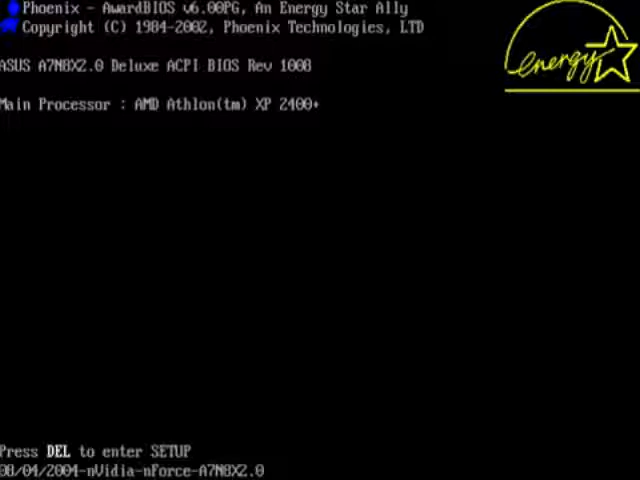 Phoenix - AwardBIOS v6.00PG, An Energy Star Ally
Copyright (C) 1984-2002, Phoenix Technologies, LTD
energy
ASUS A7N8X2.0 Deluxe ACPI BIOS Rev 1008
Main Processor : AMD Athlon(tm) XP 2400+
Press DEL to enter SETUP
08/04/2004-nVidia-nForce-A7N8X2.0